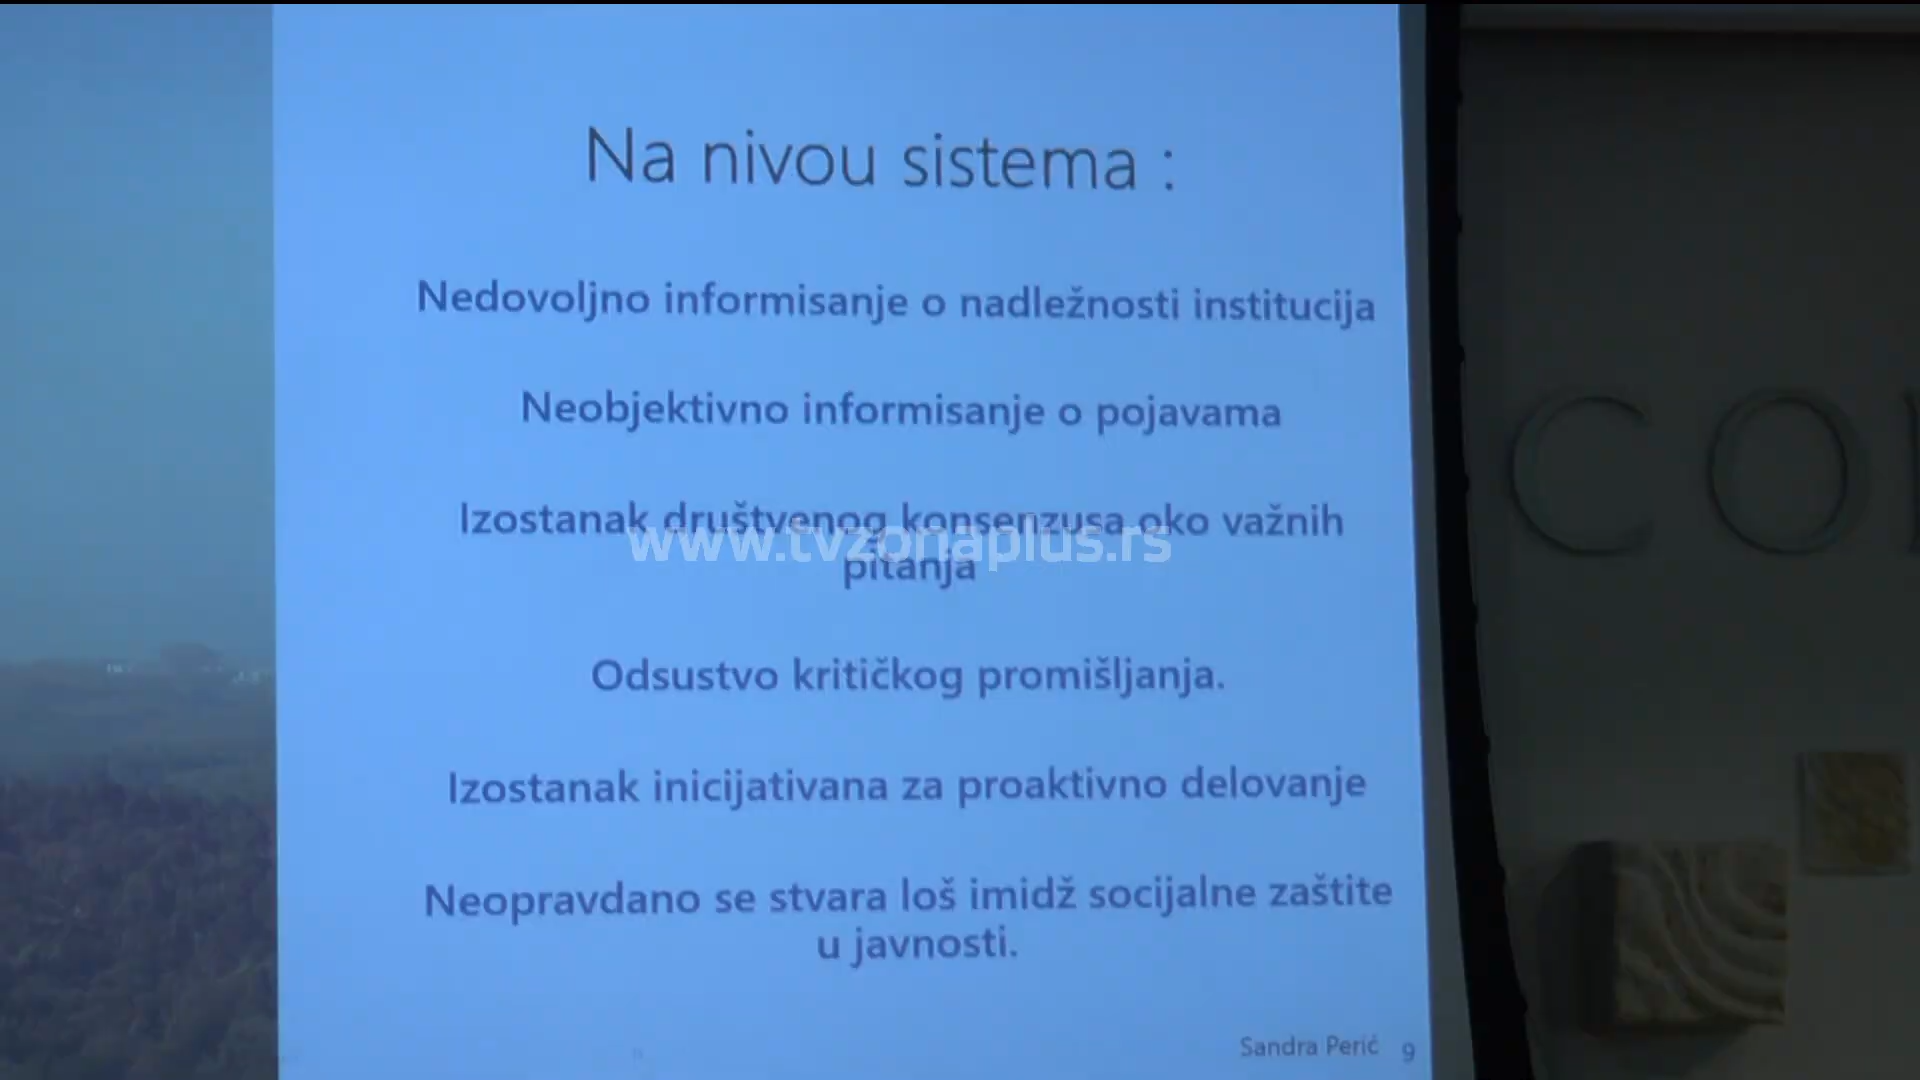 Na nivou sistema :
Nedovoljno informisanje o nadležnosti institucija
Neobjektivno informisanje o pojavama
Izostanak društvenog konsenzusa oko važnih
pitanja
www.tvzonaplus.rs
Odsustvo kritičkog promišljanja.
Izostanak inicijativana za proaktivno delovanje
Neopravdano se stvara loš imidž socijalne zaštite
u javnosti.
Sandra Perić 9
CO